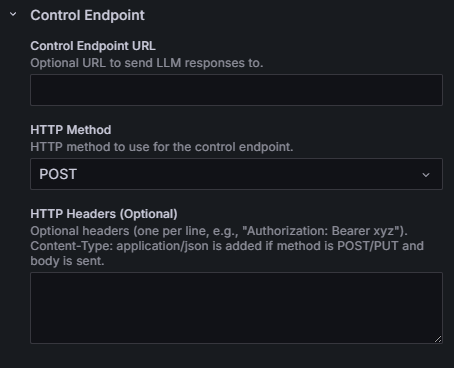 Control Endpoint
Control Endpoint URL
Optional URL to send LLM responses to.
HTTP Method
HTTP method to use for the control endpoint.
POST
HTTP Headers (Optional)
Optional headers (one per line, e.g., "Authorization: Bearer xyz").
Content-Type: application/json is added if method is POST/PUT and
body is sent.